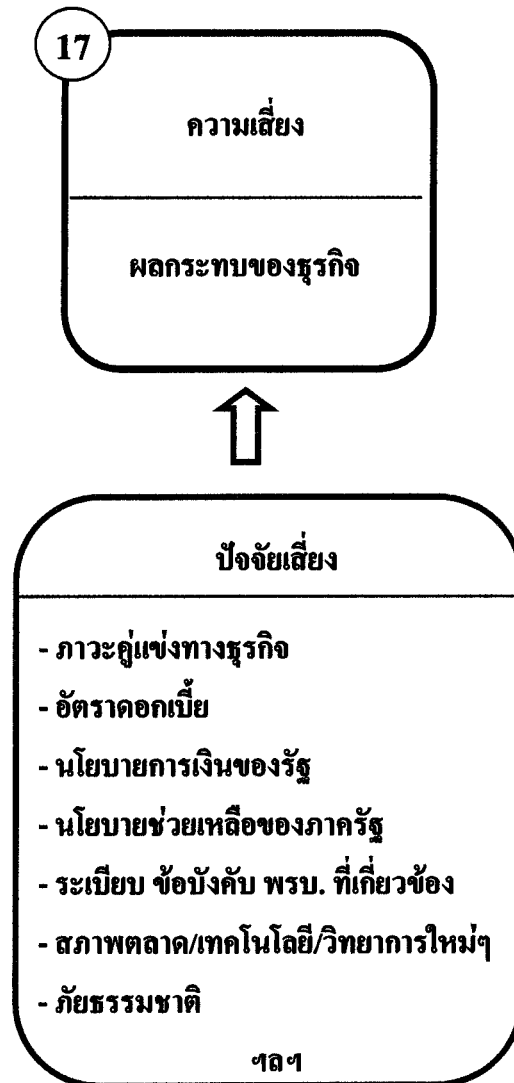 17
ความเสี่ยง
ผลกระทบของธุรกิจ
ปัจจัยเสี่ยง
- ภาวะคู่แข่งทางธุรกิจ
- อัตราดอกเบี้ย
- นโยบายการเงินของรัฐ
- นโยบายช่วยเหลือของภาครัฐ
- ระเบียบ ข้อบังคับ พรบ. ที่เกี่ยวข้อง
- สภาพตลาด/เทคโนโลยี/วิทยาการใหม่ๆ
- ภัยธรรมชาติ
ฯลฯ